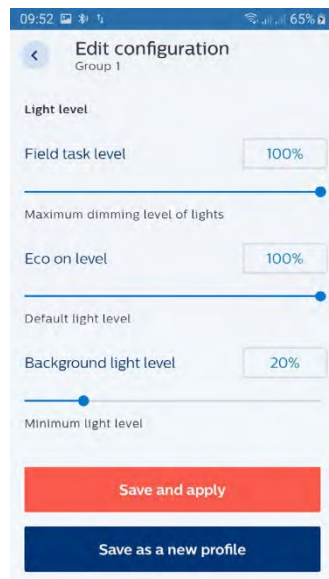 09:52 65%
Edit configuration
Group 1
Light level
Field task level 100%
Maximum dimming level of lights
Eco on level 100%
Default light level
Background light level 20%
Minimum light level
Save and apply
Save as a new profile